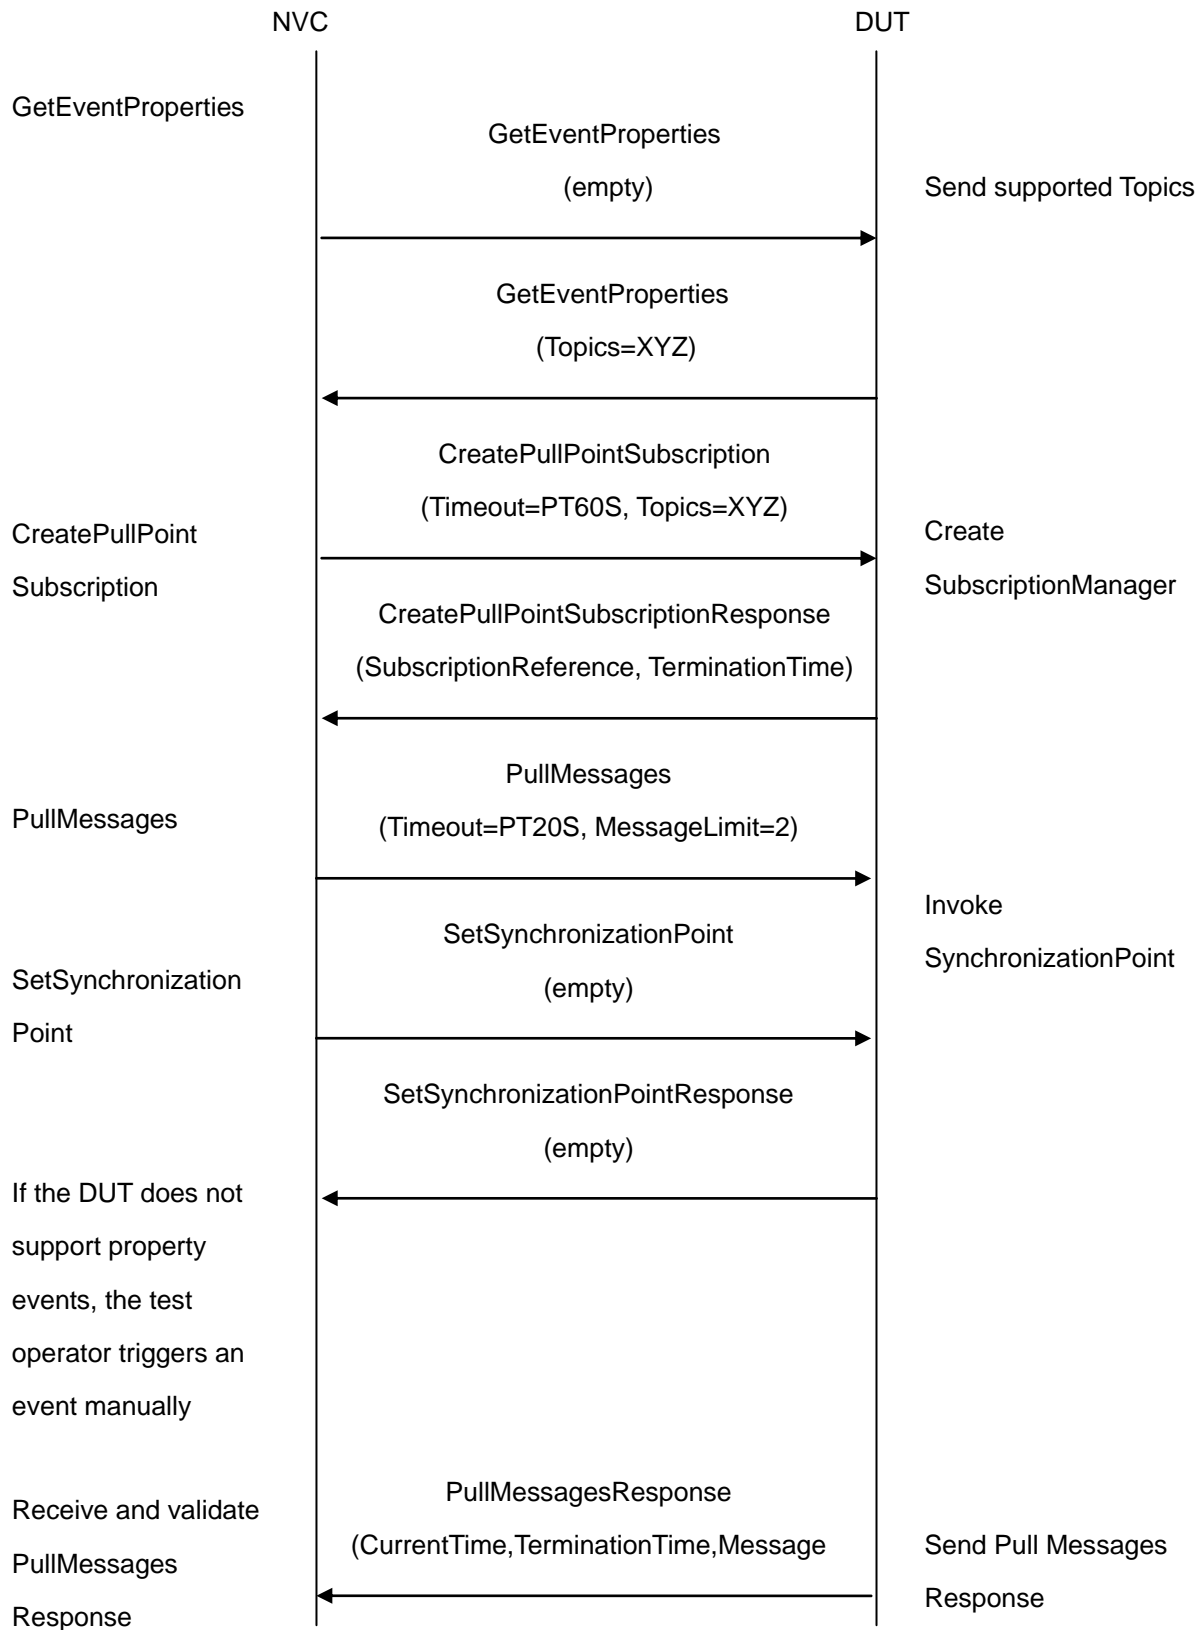 NVC
DUT
GetEventProperties
GetEventProperties
(empty)
Send supported Topics
GetEventProperties
(Topics=XYZ)
CreatePullPointSubscription
(Timeout=PT60S, Topics=XYZ)
CreatePullPoint
Subscription
Create
SubscriptionManager
CreatePullPointSubscriptionResponse
(SubscriptionReference, TerminationTime)
PullMessages
PullMessages
(Timeout=PT20S, MessageLimit=2)
Invoke
SynchronizationPoint
SetSynchronizationPoint
(empty)
SetSynchronization
Point
SetSynchronizationPointResponse
(empty)
If the DUT does not
support property
events, the test
operator triggers an
event manually
PullMessagesResponse
(CurrentTime,TerminationTime,Message
Receive and validate
PullMessages
Response
Send Pull Messages
Response